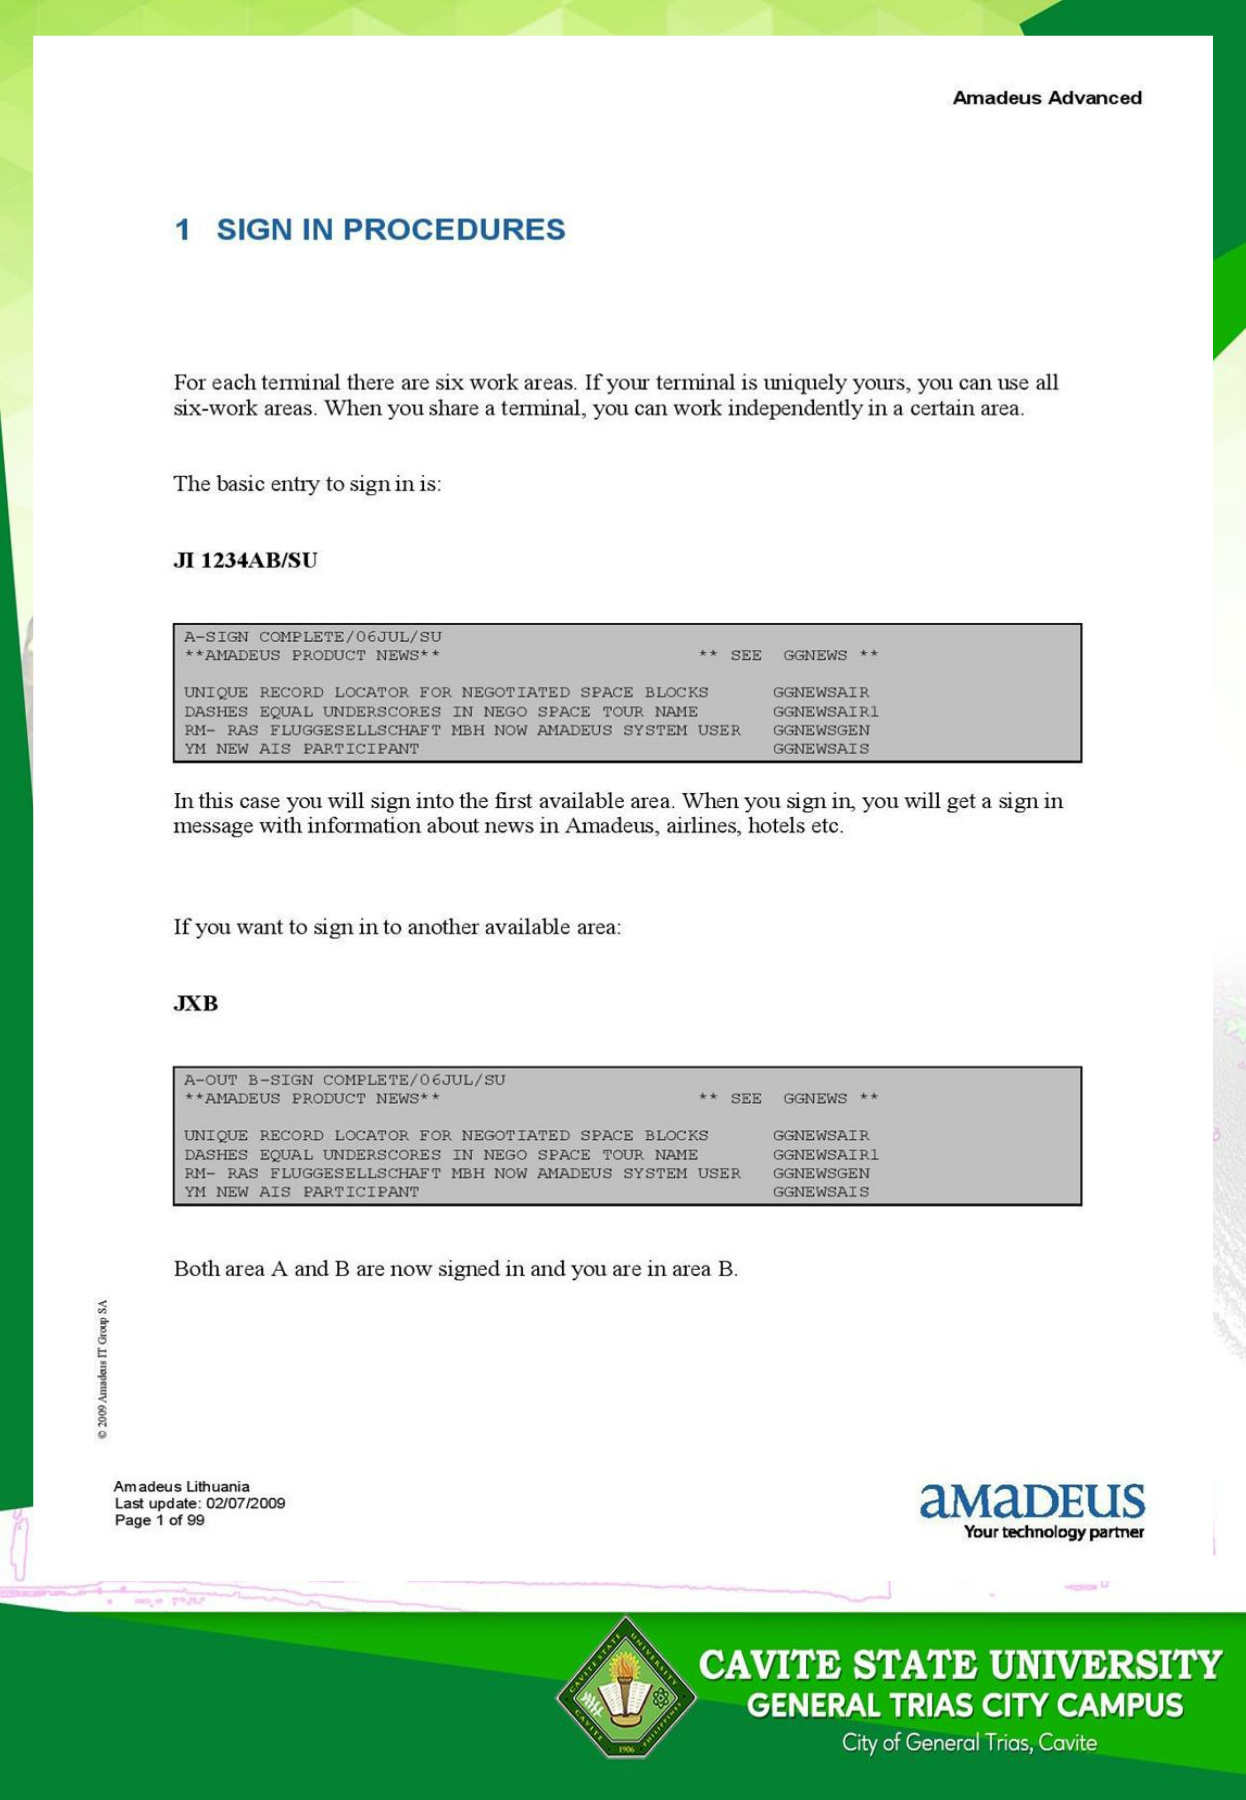 Amadeus Advanced
1 SIGN IN PROCEDURES
For each terminal there are six work areas. If your terminal is uniquely yours, you can use all
six-work areas. When you share a terminal, you can work independently in a certain area.
The basic entry to sign in is:
JI 1234AB/SU
A-SIGN COMPLETE/06JUL/SU
**AMADEUS PRODUCT NEWS** ** SEE GGNEWS **
UNIQUE RECORD LOCATOR FOR NEGOTIATED SPACE BLOCKS GGNEWSAIR
DASHES EQUAL UNDERSCORES IN NEGO SPACE TOUR NAME GGNEWSAIR1
RM- RAS FLUGGESELLSCHAFT MBH NOW AMADEUS SYSTEM USER GGNEWSGEN
YM NEW AIS PARTICIPANT GGNEWSAIS
In this case you will sign into the first available area. When you sign in, you will get a sign in
message with information about news in Amadeus, airlines, hotels etc.
If you want to sign in to another available area:
JXB
A-OUT B-SIGN COMPLETE/06JUL/SU
**AMADEUS PRODUCT NEWS** ** SEE GGNEWS **
UNIQUE RECORD LOCATOR FOR NEGOTIATED SPACE BLOCKS GGNEWSAIR
DASHES EQUAL UNDERSCORES IN NEGO SPACE TOUR NAME GGNEWSAIR1
RM- RAS FLUGGESELLSCHAFT MBH NOW AMADEUS SYSTEM USER GGNEWSGEN
YM NEW AIS PARTICIPANT GGNEWSAIS
Both area A and B are now signed in and you are in area B.
© 2009 Amadeus IT Group SA
Amadeus Lithuania
Last update: 02/07/2009
Page 1 of 99
aMaDEUS
Your technology partner
CAVITE STATE UNIVERSITY
CAVITE PHILIPPINES
1906
CAVITE STATE UNIVERSITY
GENERAL TRIAS CITY CAMPUS
City of General Trias, Cavite